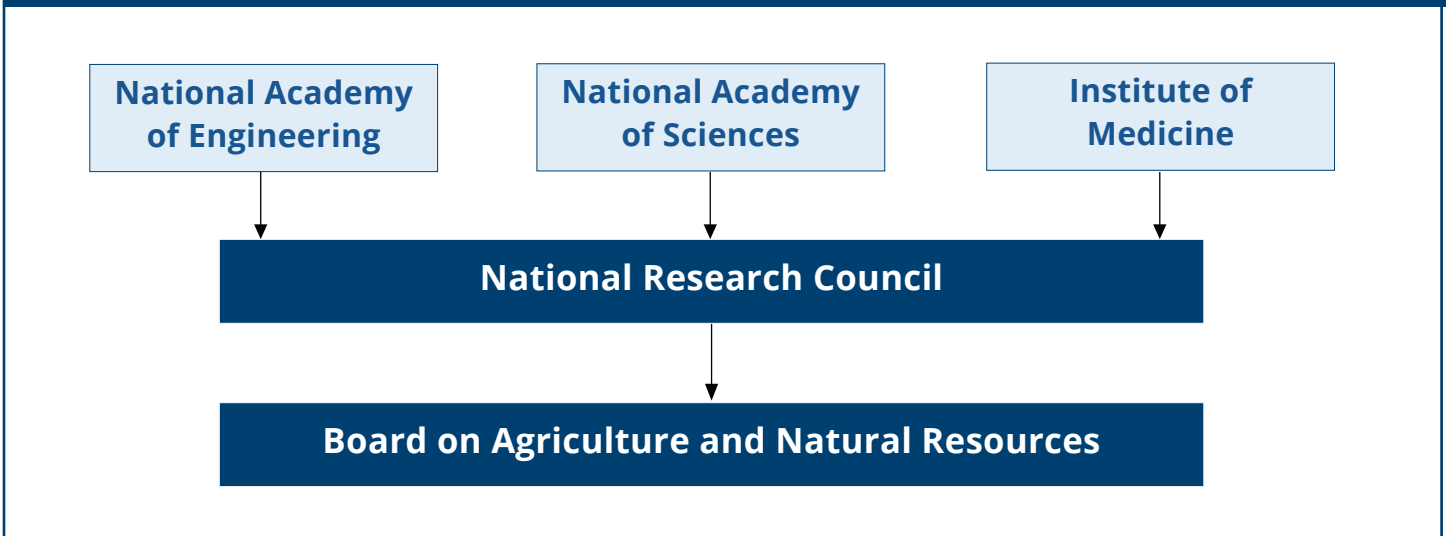 National Academy
of Engineering
National Academy
of Sciences
Institute of
Medicine
National Research Council
Board on Agriculture and Natural Resources